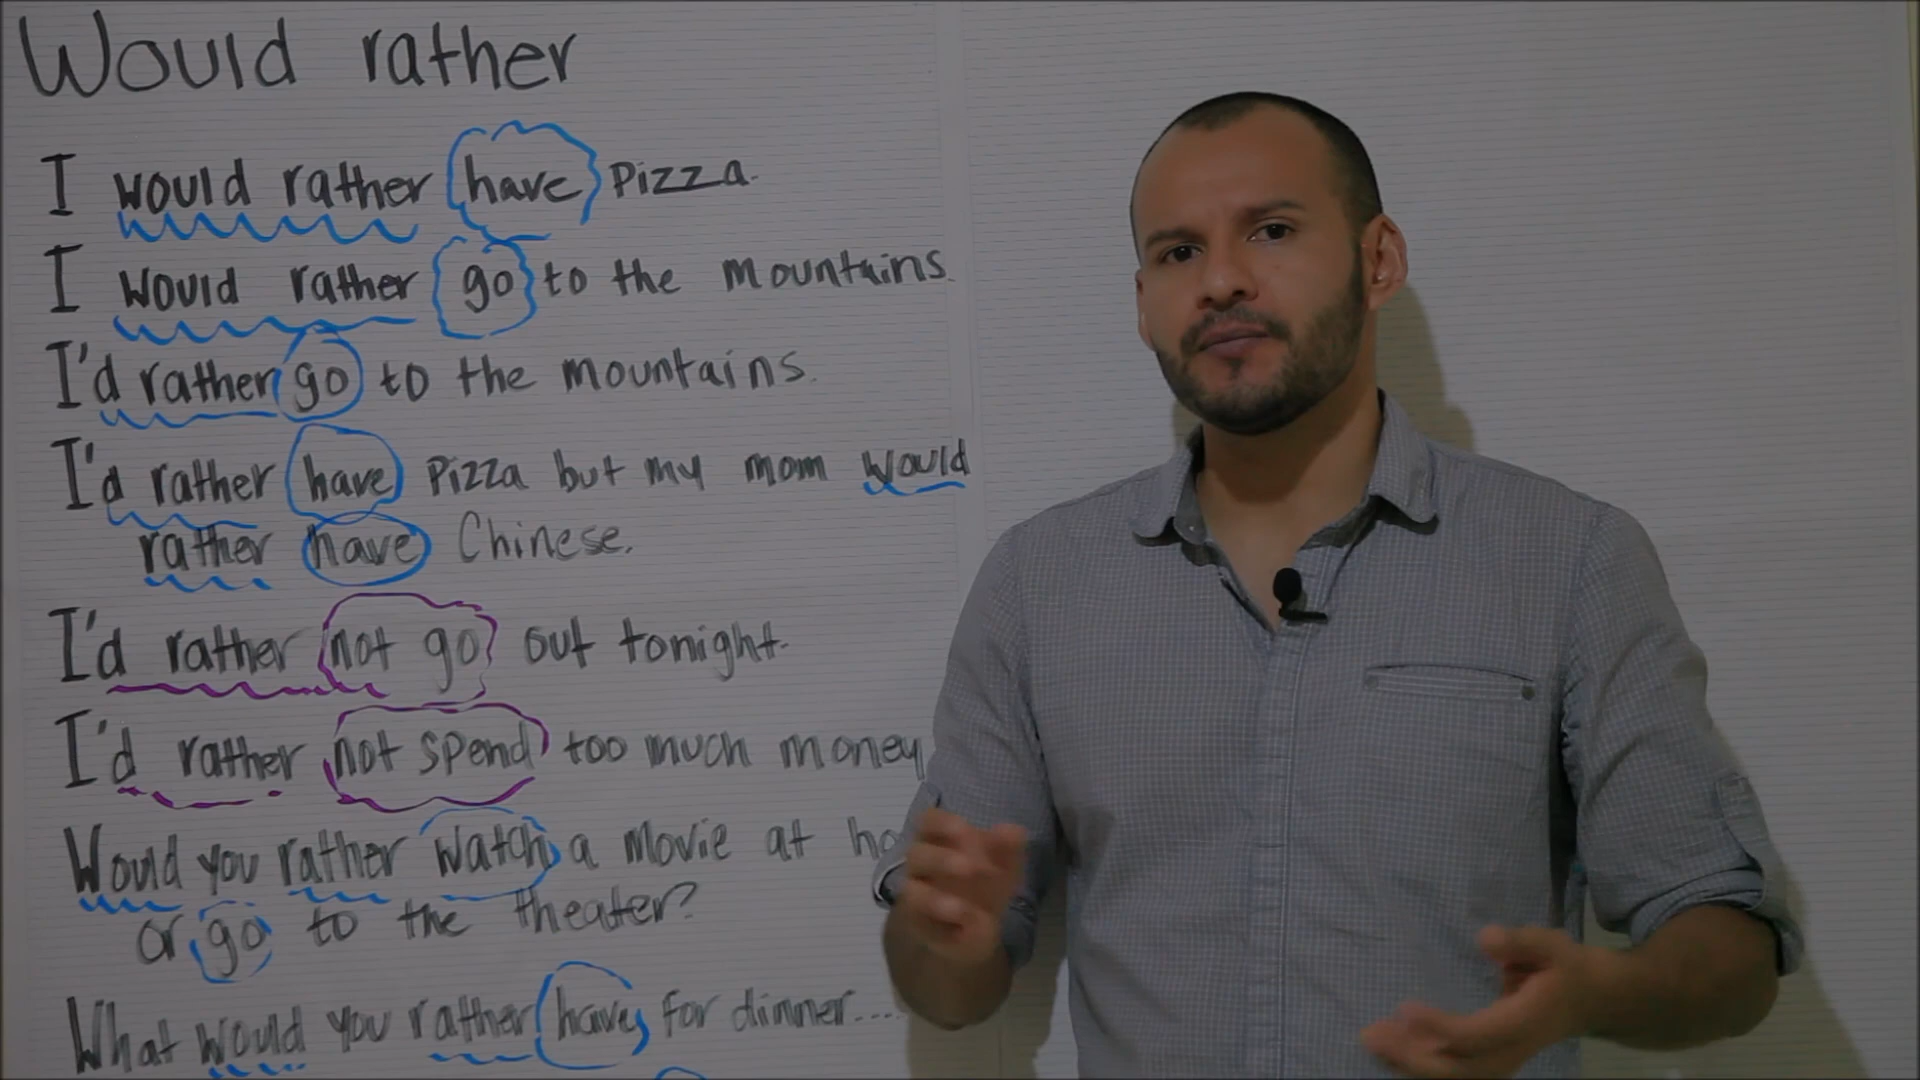 Would rather
I would rather have Pizza.
I would rather go to the mountains.
I'd rather go to the mountains.
I'd rather have Pizza but my mom would
rather have Chinese.
I'd rather not go out tonight.
I'd rather not spend too much money
Would you rather watch a movie at
or go to the theater?
What would you rather have for dinner....